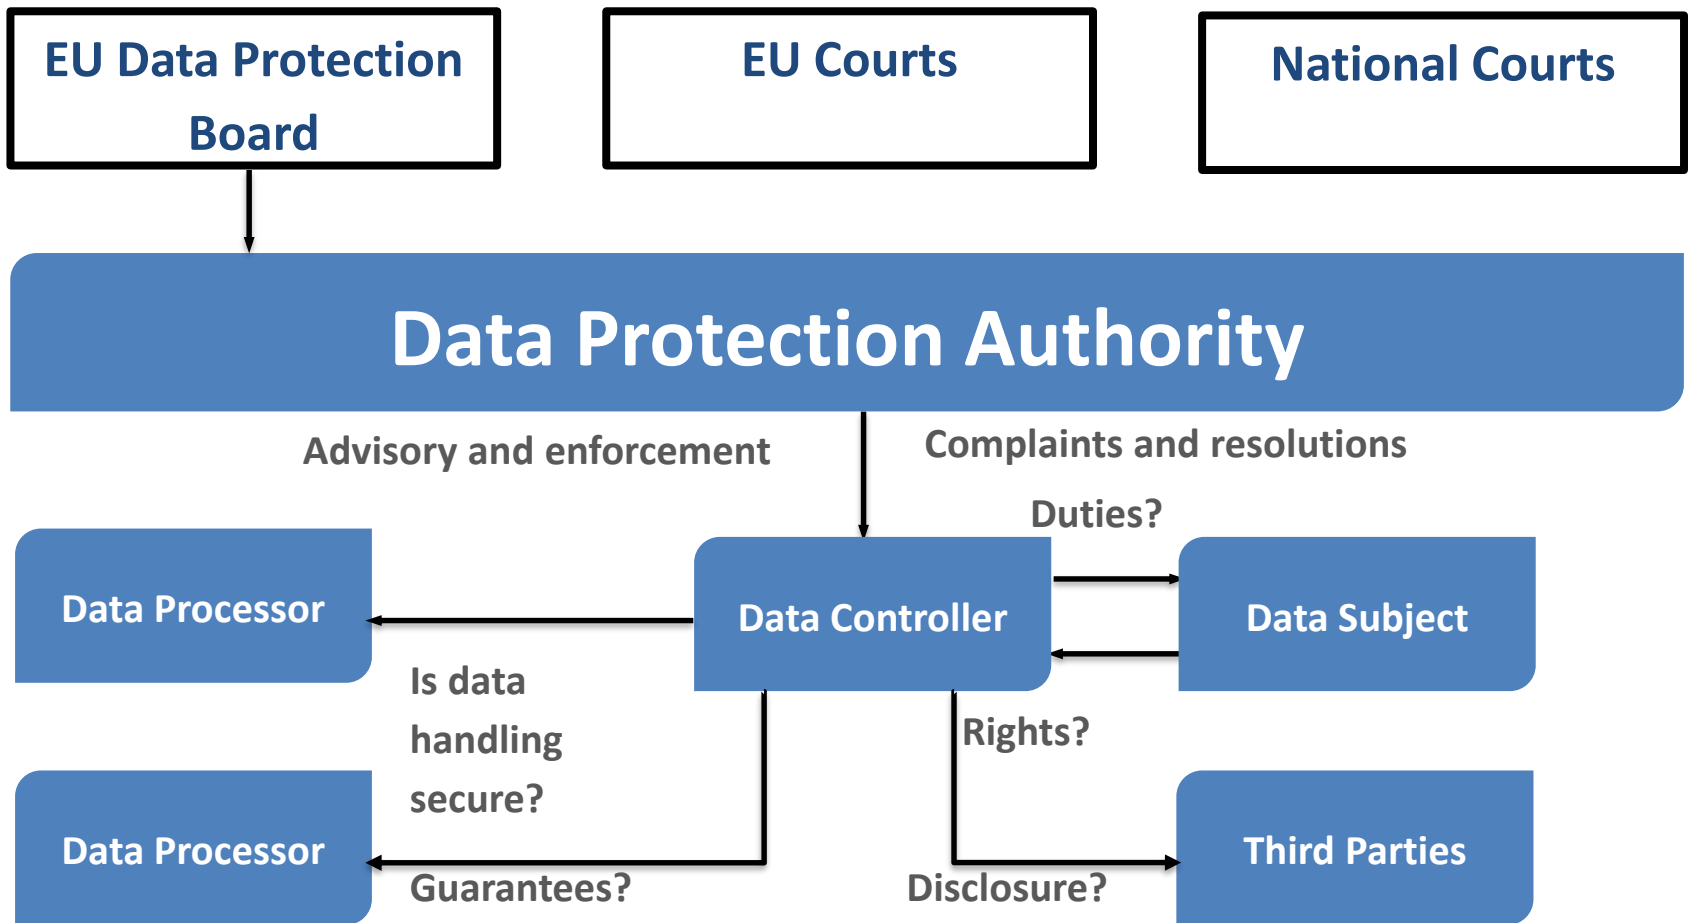 EU Data Protection
Board
EU Courts
National Courts
Data Protection Authority
Advisory and enforcement
Complaints and resolutions
Duties?
Data Processor
Data Controller
Data Subject
Is data
handling
secure?
Rights?
Data Processor
Third Parties
Guarantees?
Disclosure?